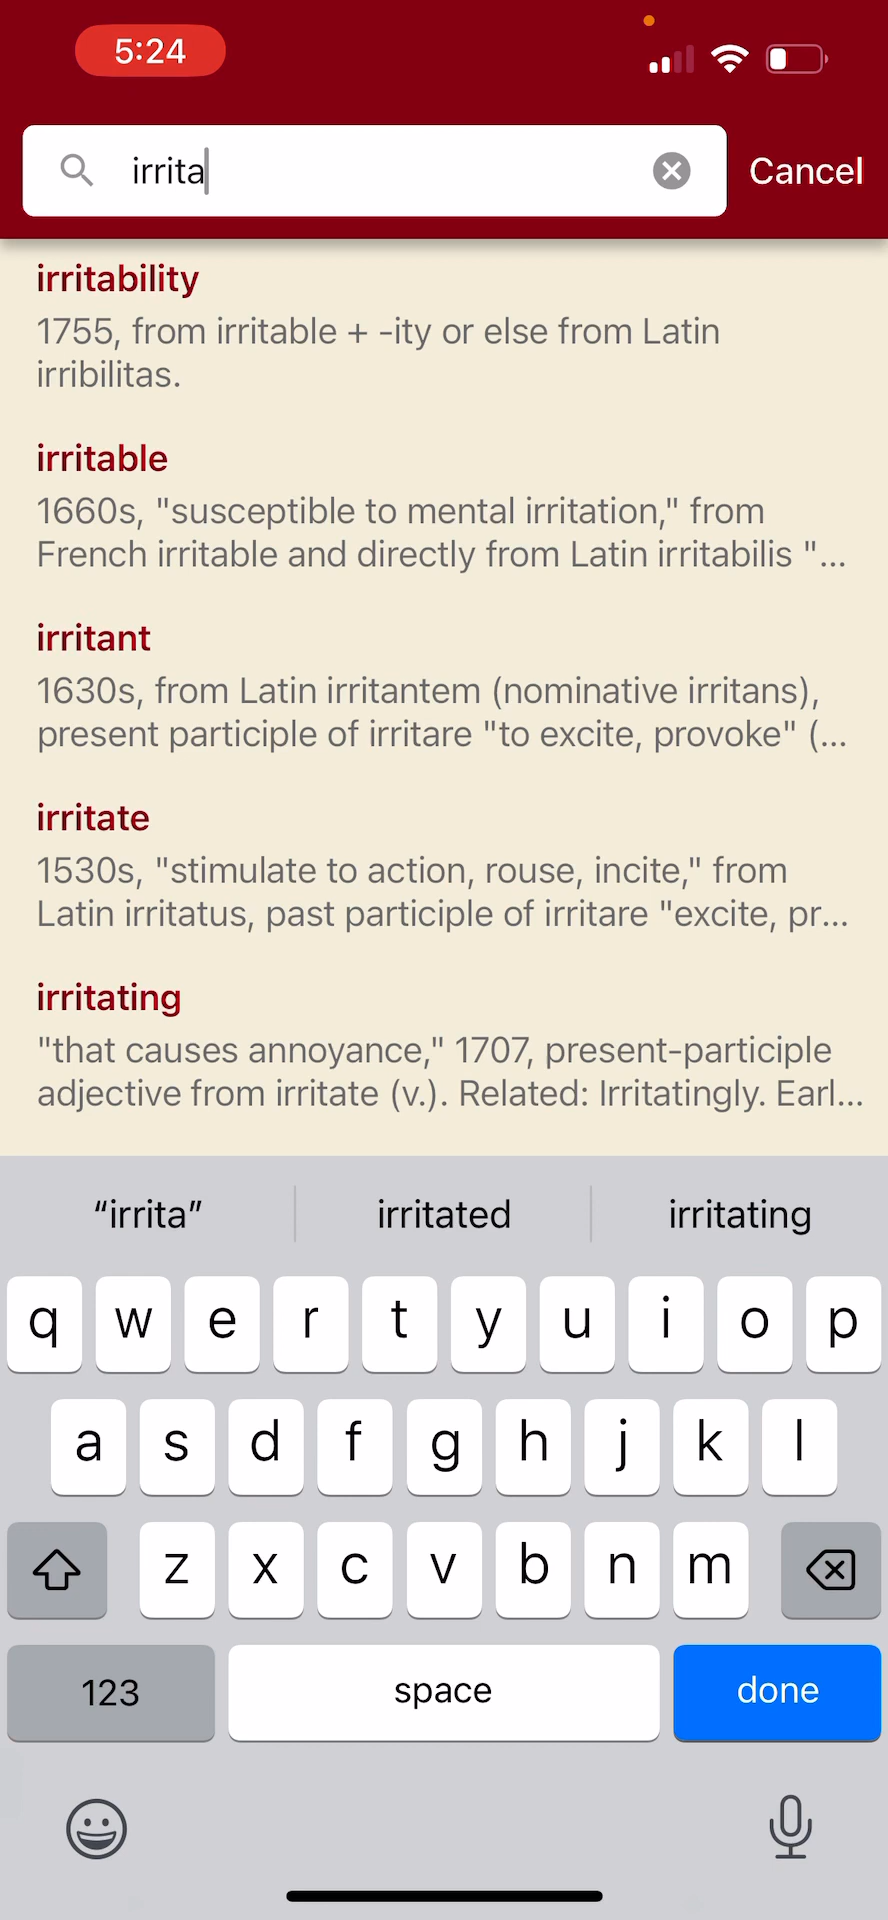 5:24
irrita
Cancel
irritability
1755, from irritable + -ity or else from Latin
irribilitas.
irritable
1660s, "susceptible to mental irritation," from
French irritable and directly from Latin irritabilis "...
irritant
1630s, from Latin irritantem (nominative irritans),
present participle of irritare "to excite, provoke" (...
irritate
1530s, "stimulate to action, rouse, incite," from
Latin irritatus, past participle of irritare "excite, pr...
irritating
"that causes annoyance," 1707, present-participle
adjective from irritate (v.). Related: Irritatingly. Earl...
“irrita” irritated irritating
q w e r t y u i o p
a s d f g h j k l
z x c v b n m
123 space done